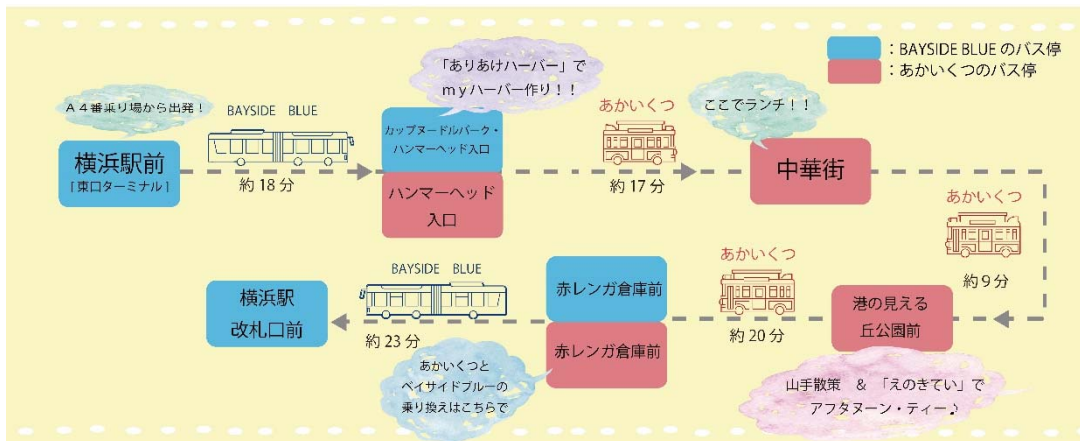 ：BAYSIDE BLUE のバス停
：あかいくつのバス停
Ａ４番乗り場から出発！
横浜駅前
[ 東口ターミナル ]
BAYSIDE BLUE
約 18 分
「ありあけハーバー」で
ｍｙハーバー作り！！
カップヌードルパーク・
ハンマーヘッド入口
ハンマーヘッド
入口
あかいくつ
約 17 分
ここでランチ！！
中華街
あかいくつ
約 9 分
港の見える
丘公園前
山手散策 ＆ 「えのきてい」で
アフタヌーン・ティー♪
あかいくつ
約 20 分
赤レンガ倉庫前
赤レンガ倉庫前
あかいくつと
ベイサイドブルーの
乗り換えはこちらで
BAYSIDE BLUE
約 23 分
横浜駅
改札口前